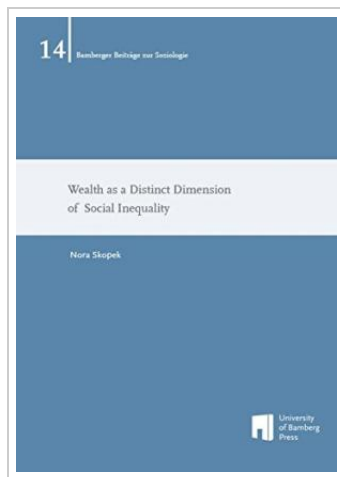 14 Bamberger Beiträge zur Soziologie
Wealth as a Distinct Dimension
of Social Inequality
Nora Skopek
University
of Bamberg
Press